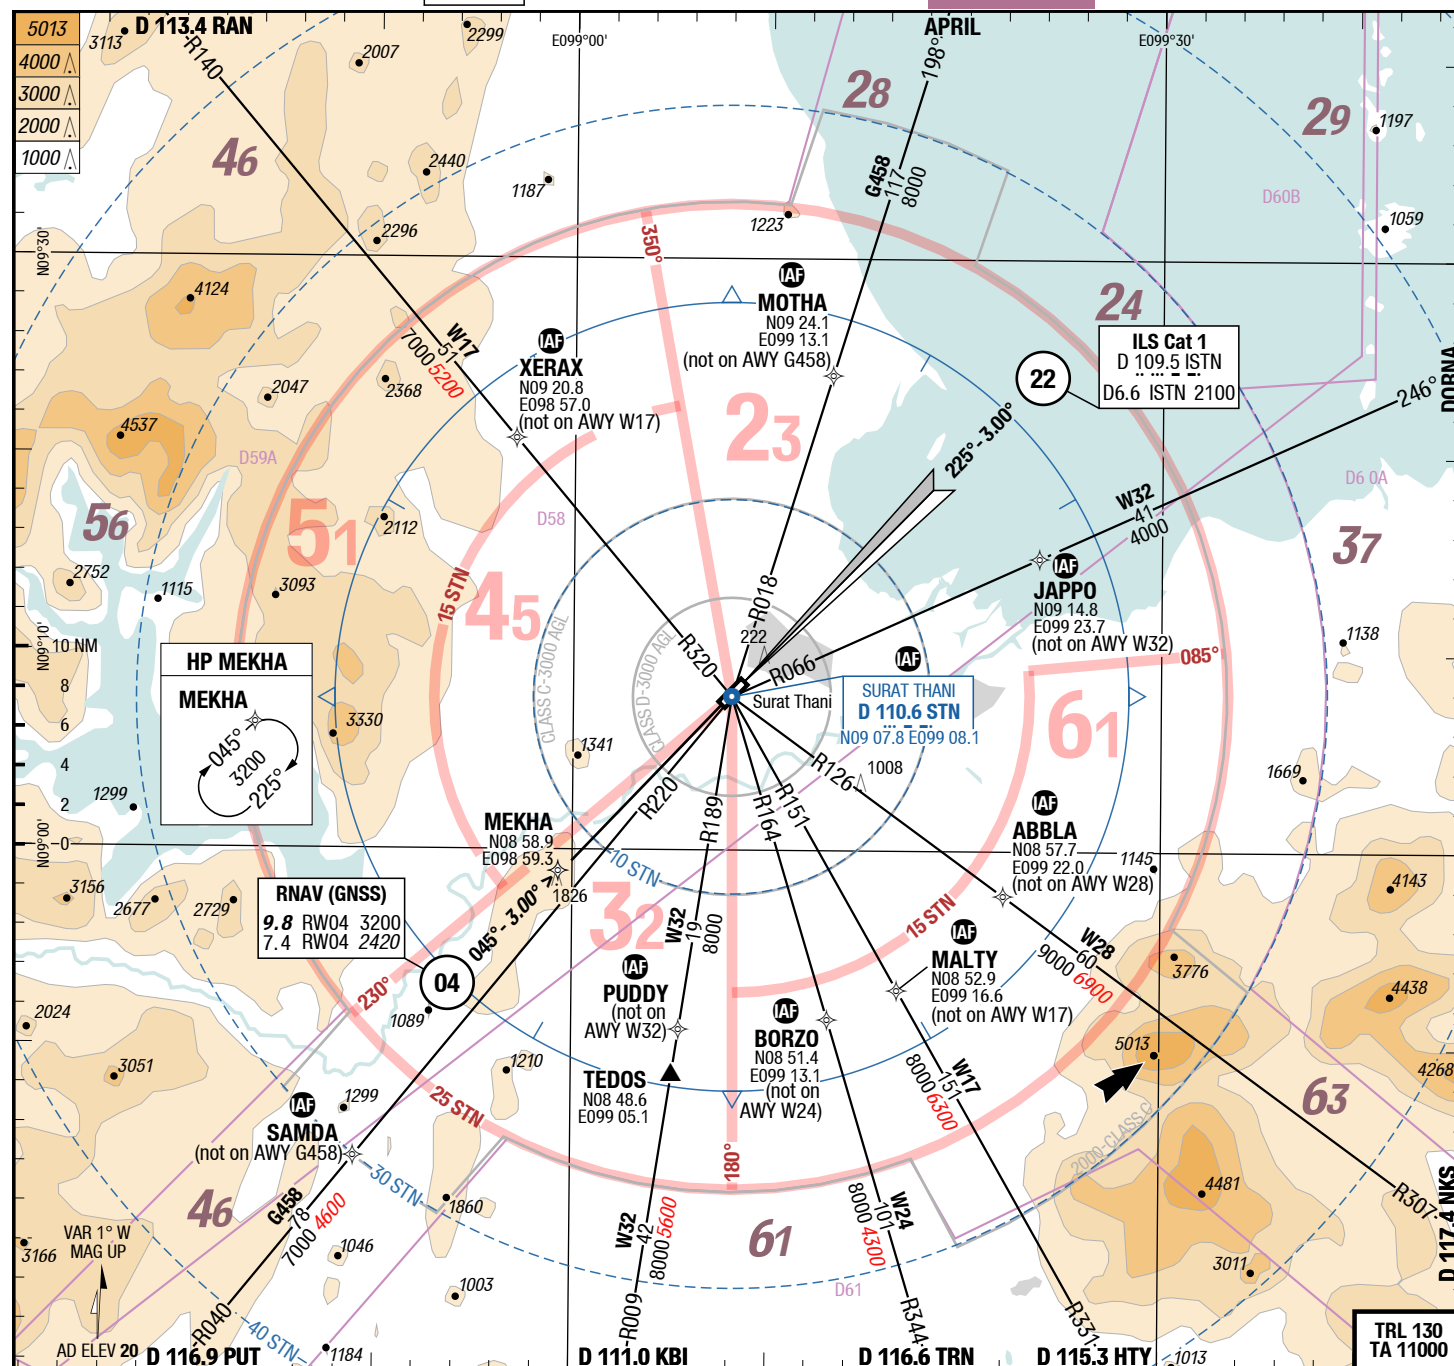 5013
4000
3000
2000
1000
3113
D 113.4 RAN
R140
2007
2299
E099°00'
APRIL
198°
E099°30'
28
29
1197
46
2440
1187
2296
1223
G458
117
8000
D60B
1059
N09°30'
350°
4124
IAF
MOTHA
N09 24.1
E099 13.1
(not on AWY G458)
24
ILS Cat 1
D 109.5 ISTN
D6.6 ISTN 2100
22
W17
51
7000 5200
IAF
XERAX
N09 20.8
E098 57.0
(not on AWY W17)
2368
2047
4537
D59A
23
225° - 3.00°
246°
DORNA
D6 0A
W32
41
4000
56
51
2112
D58
37
2752
1115
3093
15 STN
45
CLASS C-3000 AGL
CLASS D-3000 AGL
R018
IAF
JAPPO
N09 14.8
E099 23.7
(not on AWY W32)
1138
085°
N09°10'
10 NM
8
6
4
2
0
N09°00'
HP MEKHA
MEKHA
045°
3200
225°
R320
222
R066
Surat Thani
IAF
SURAT THANI
D 110.6 STN
N09 07.8 E099 08.1
61
3330
1341
R220
R189
R164
R151
R126
1008
1669
1299
MEKHA
N08 58.9
E098 59.3
1826
10 STN
IAF
ABBLA
N08 57.7
E099 22.0
(not on AWY W28)
1145
4143
3156
2677
2729
RNAV (GNSS)
9.8 RW04 3200
7.4 RW04 2420
045° - 3.00°
32
W32
19
8000
15 STN
W28
60
9000 6900
3776
4438
230°
04
1089
IAF
PUDDY
(not on
AWY W32)
IAF
MALTY
N08 52.9
E099 16.6
(not on AWY W17)
2024
3051
1210
TEDOS
N08 48.6
E099 05.1
IAF
BORZO
N08 51.4
E099 13.1
(not on
AWY W24)
W17
151
8000 6300
5013
4268
63
1299
IAF
SAMDA
(not on AWY G458)
25 STN
180°
2000-CLASS C
30 STN
46
G458
78
7000 4600
1860
W32
42
8000 5600
61
W24
101
8000 4300
4481
R307
D 117.4 NKS
VAR 1° W
MAG UP
3166
1046
1003
D61
3011
R040
40 STN
R009
R344
R331
AD ELEV 20
D 116.9 PUT
1184
D 111.0 KBI
D 116.6 TRN
D 115.3 HTY
1013
TRL 130
TA 11000